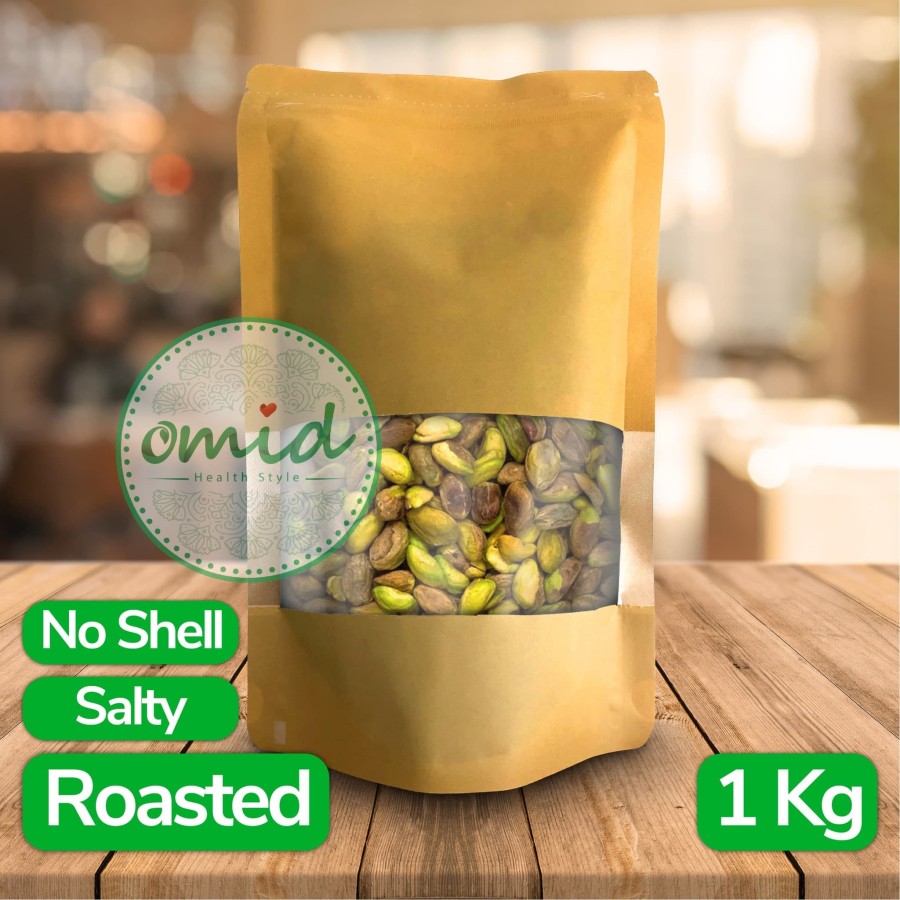 omid
Health Style
No Shell
Salty
Roasted
1 Kg